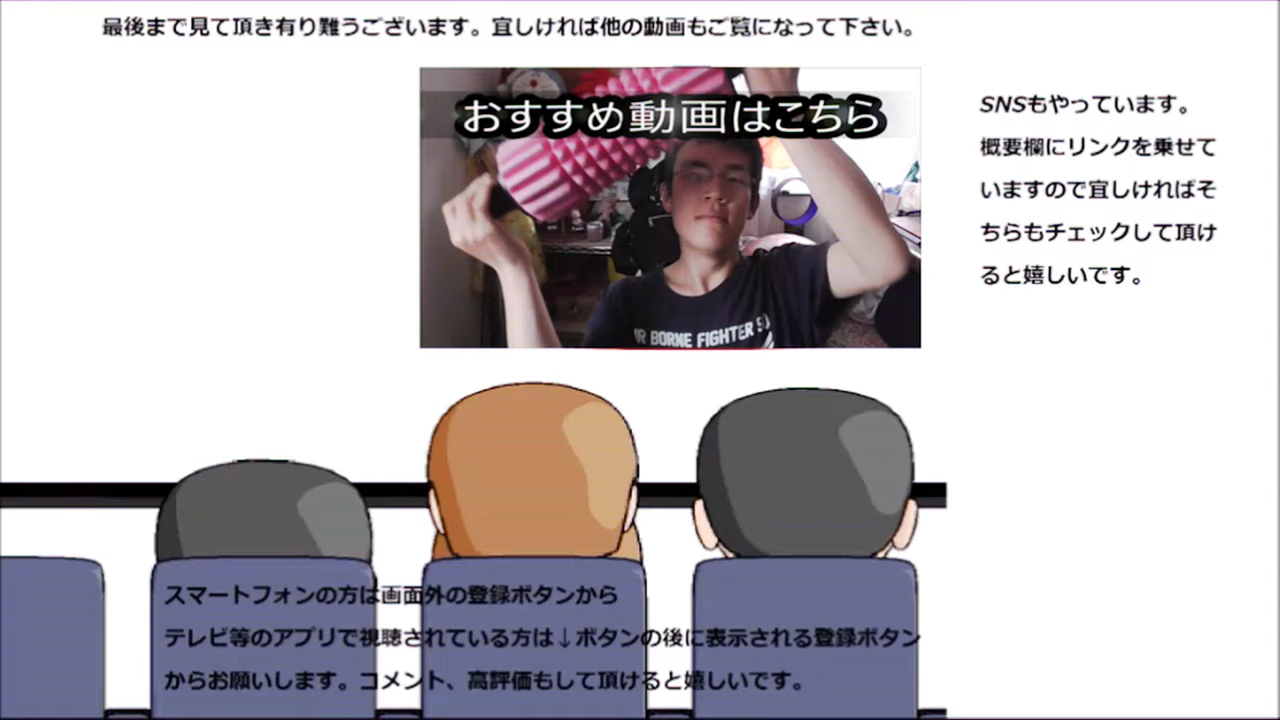 最後まで見て頂き有り難うございます。宜しければ他の動画もご覧になって下さい。
おすすめ動画はこちら
IR BORNE FIGHTER
SNSもやっています。
概要欄にリンクを乗せて
いますので宜しければそ
ちらもチェックして頂け
ると嬉しいです。
スマートフォンの方は画面外の登録ボタンから
テレビ等のアプリで視聴されている方は↓ボタンの後に表示される登録ボタン
からお願いします。コメント、高評価もして頂けると嬉しいです。